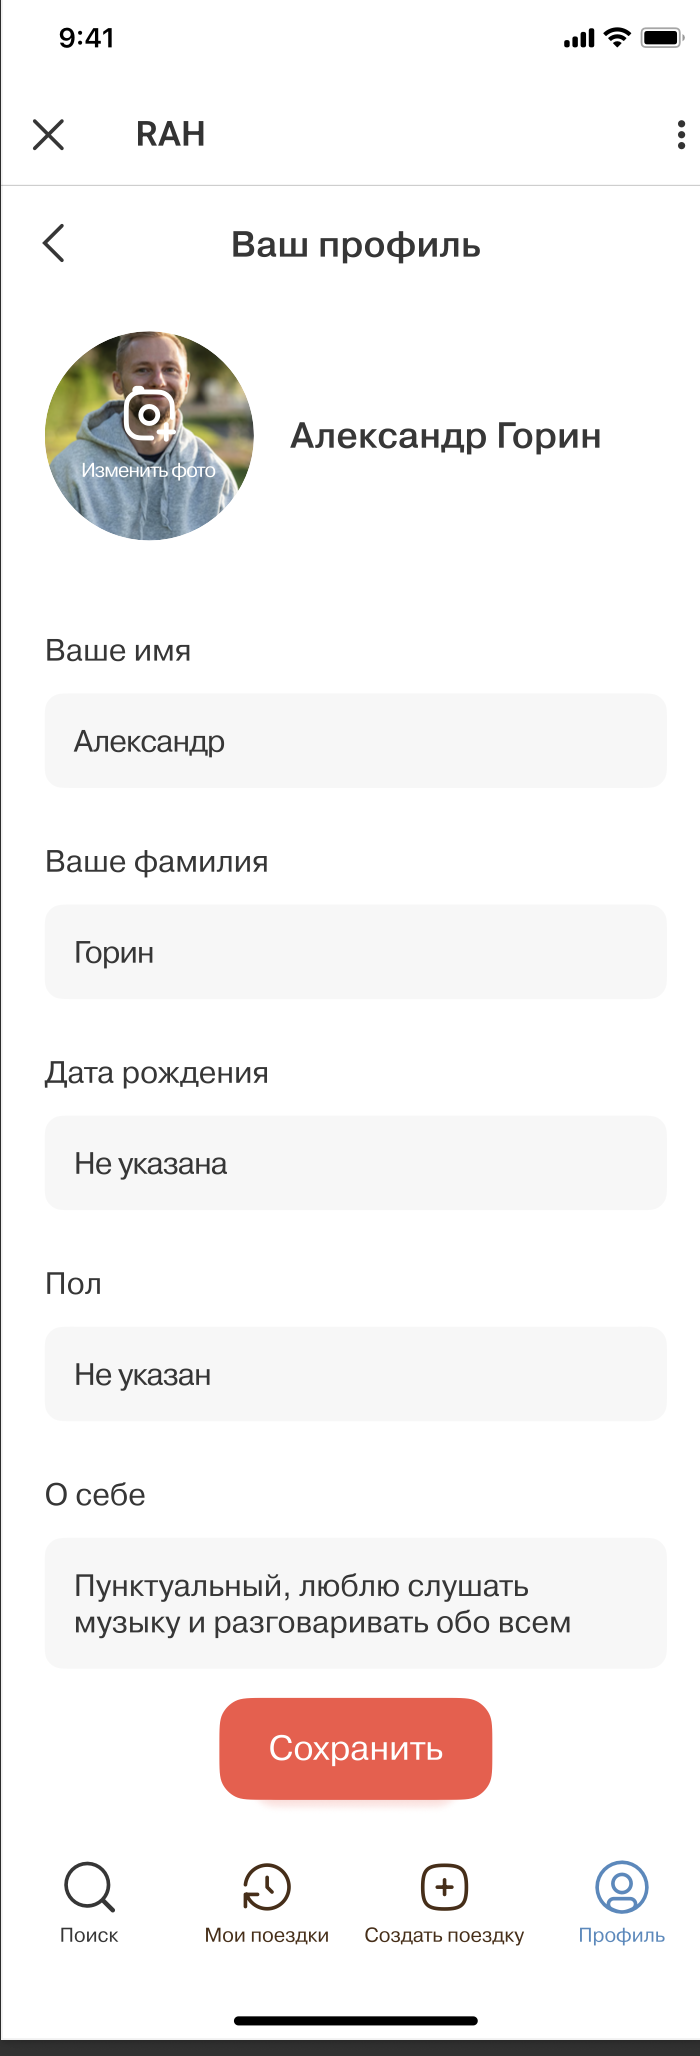 9:41
RAH
Ваш профиль
Изменить фото
Александр Горин
Ваше имя
Александр
Ваше фамилия
Горин
Дата рождения
Не указана
Пол
Не указан
О себе
Пунктуальный, люблю слушать
музыку и разговаривать обо всем
Сохранить
Поиск
Мои поездки
Создать поездку
Профиль